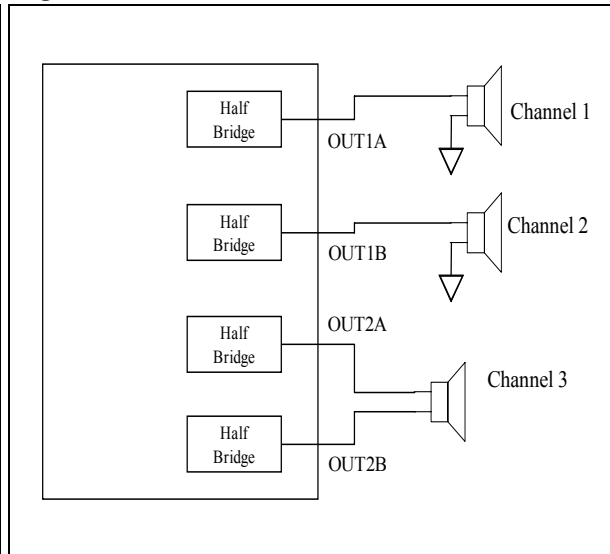 Half
Bridge
OUT1A
Channel 1
Half
Bridge
OUT1B
Channel 2
Half
Bridge
OUT2A
Channel 3
Half
Bridge
OUT2B